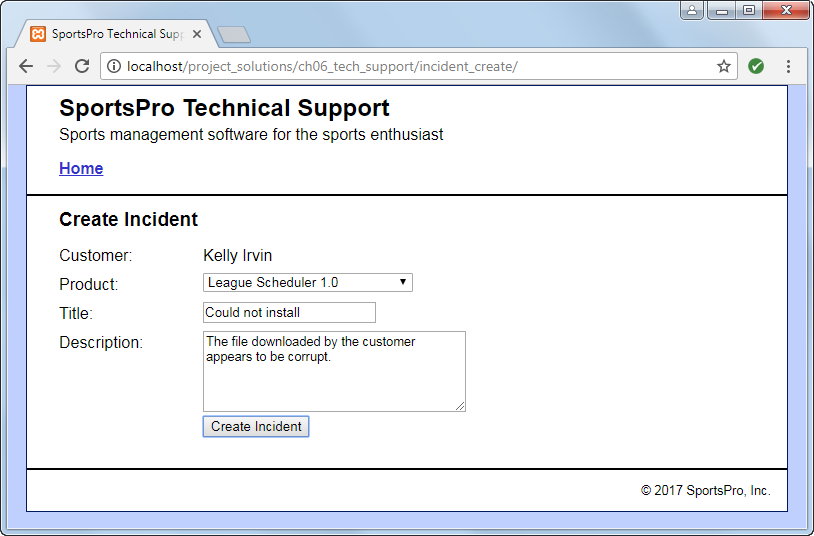 SportsPro Technical Supp
localhost/project_solutions/ch06_tech_support/incident_create/
SportsPro Technical Support
Sports management software for the sports enthusiast
Home
Create Incident
Customer: Kelly Irvin
Product: League Scheduler 1.0
Title: Could not install
Description: The file downloaded by the customer
appears to be corrupt.
Create Incident
© 2017 SportsPro, Inc.